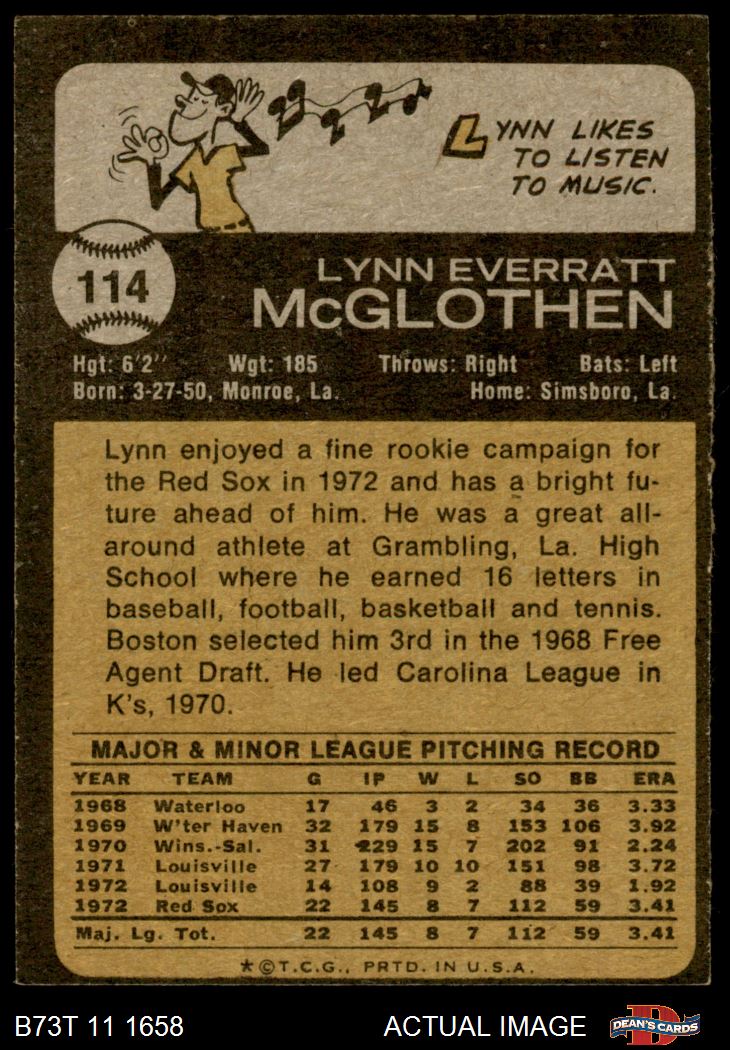 LYNN LIKES
TO LISTEN
TO MUSIC.
114
LYNN EVERRATT
McGLOTHEN
Hgt: 6'2" Wgt: 185 Throws: Right Bats: Left
Born: 3-27-50, Monroe, La. Home: Simsboro, La.
Lynn enjoyed a fine rookie campaign for
the Red Sox in 1972 and has a bright fu-
ture ahead of him. He was a great all-
around athlete at Grambling, La. High
School where he earned 16 letters in
baseball, football, basketball and tennis.
Boston selected him 3rd in the 1968 Free
Agent Draft. He led Carolina League in
K's, 1970.
MAJOR & MINOR LEAGUE PITCHING RECORD
YEAR TEAM G IP W L SO BB ERA
1968 Waterloo 17 46 3 2 34 36 3.33
1969 W'ter Haven 32 179 15 8 153 106 3.92
1970 Wins.-Sal. 31 229 15 7 202 91 2.24
1971 Louisville 27 179 10 10 151 98 3.72
1972 Louisville 14 108 9 2 88 39 1.92
1972 Red Sox 22 145 8 7 112 59 3.41
Maj. Lg. Tot. 22 145 8 7 112 59 3.41
*©T.C.G., PRTD. IN U.S.A.
B73T 11 1658 ACTUAL IMAGE D DEAN'S CARDS